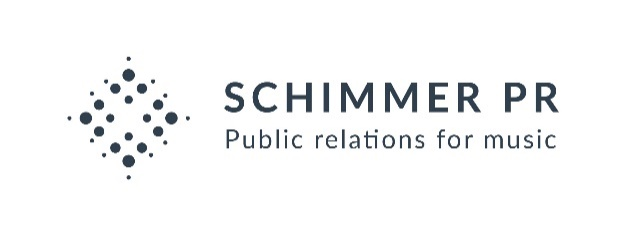 SCHIMMER PR
Public relations for music